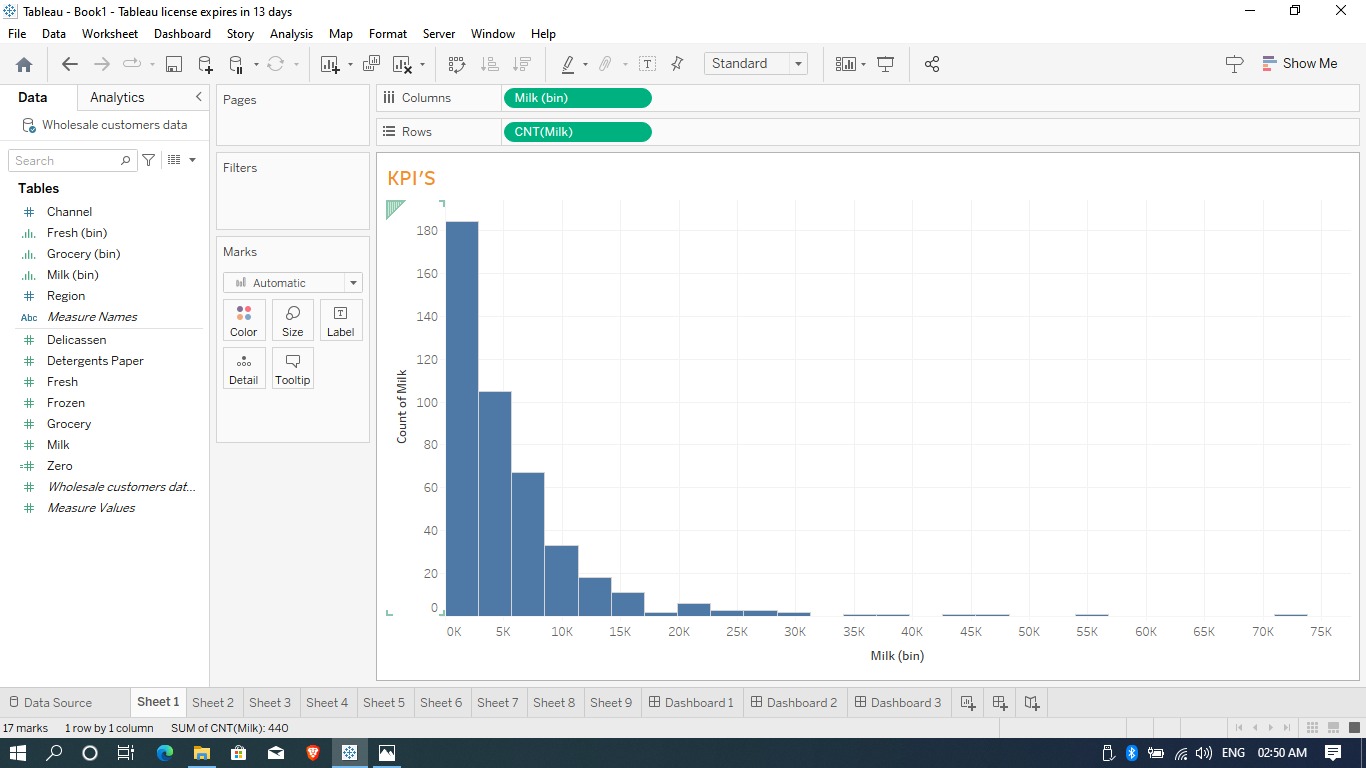 Tableau - Book1 - Tableau license expires in 13 days
File Data Worksheet Dashboard Story Analysis Map Format Server Window Help
Standard
Show Me
Data Analytics
Wholesale customers data
Search
Tables
Channel
Fresh (bin)
Grocery (bin)
Milk (bin)
Region
Abc Measure Names
Delicassen
Detergents Paper
Fresh
Frozen
Grocery
Milk
Zero
Wholesale customers dat...
Measure Values
Pages
Filters
Marks
Automatic
Color Size Label
Detail Tooltip
Columns Milk (bin)
Rows CNT(Milk)
KPI'S
Count of Milk
180
160
140
120
100
80
60
40
20
0
0K 5K 10K 15K 20K 25K 30K 35K 40K 45K 50K 55K 60K 65K 70K 75K
Milk (bin)
Data Source Sheet 1 Sheet 2 Sheet 3 Sheet 4 Sheet 5 Sheet 6 Sheet 7 Sheet 8 Sheet 9 Dashboard 1 Dashboard 2 Dashboard 3
17 marks 1 row by 1 column SUM of CNT(Milk): 440
ENG 02:50 AM